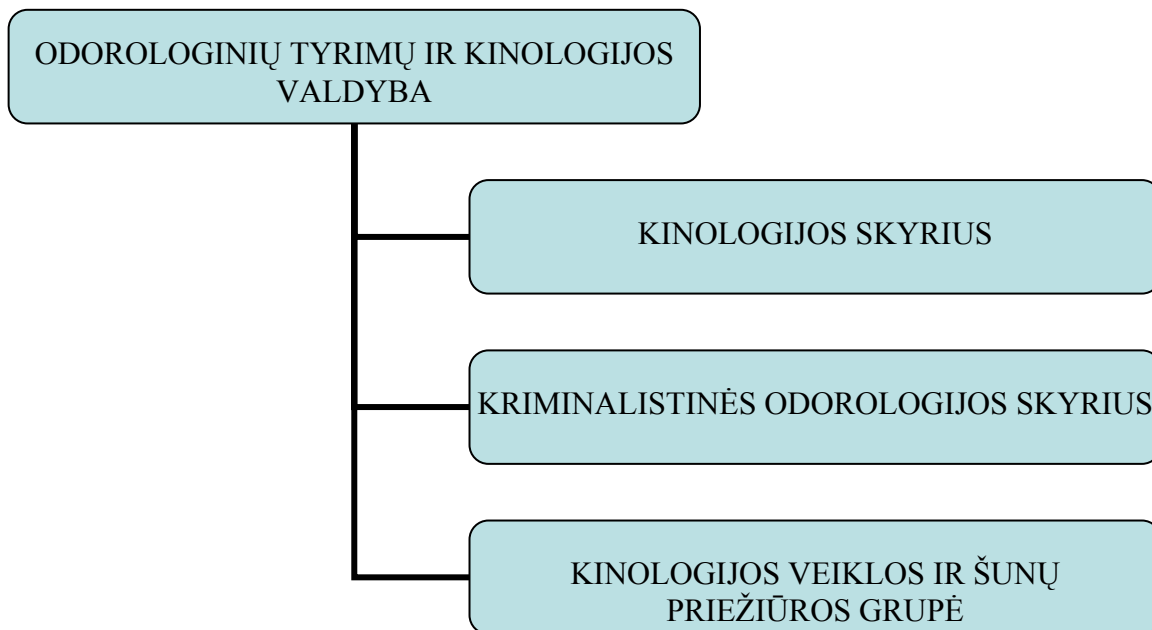 ODOROLOGINIŲ TYRIMŲ IR KINOLOGIJOS
VALDYBA
KINOLOGIJOS SKYRIUS
KRIMINALISTINĖS ODOROLOGIJOS SKYRIUS
KINOLOGIJOS VEIKLOS IR ŠUNŲ
PRIEŽIŪROS GRUPĖ